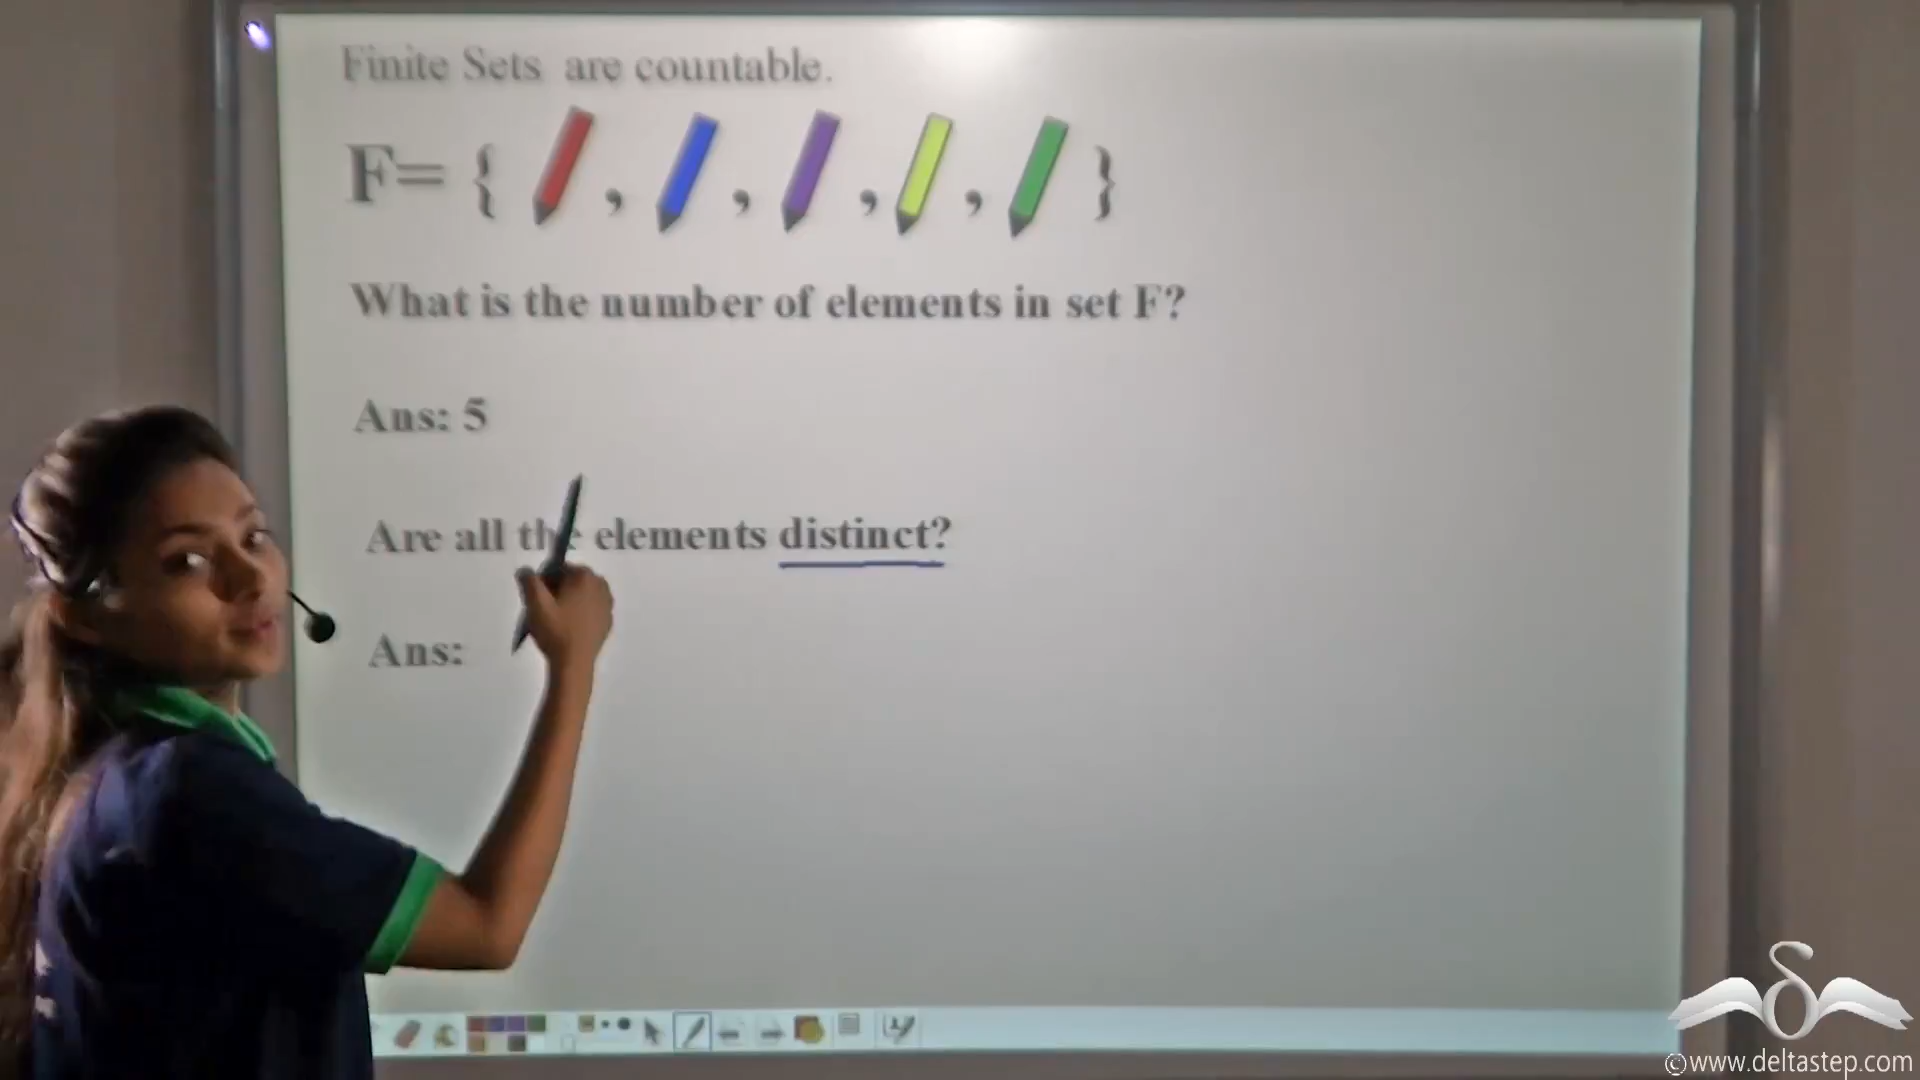 Finite Sets are countable.
F= { , , , , }
What is the number of elements in set F?
Ans: 5
Are all the elements distinct?
Ans:
©www.deltastep.com